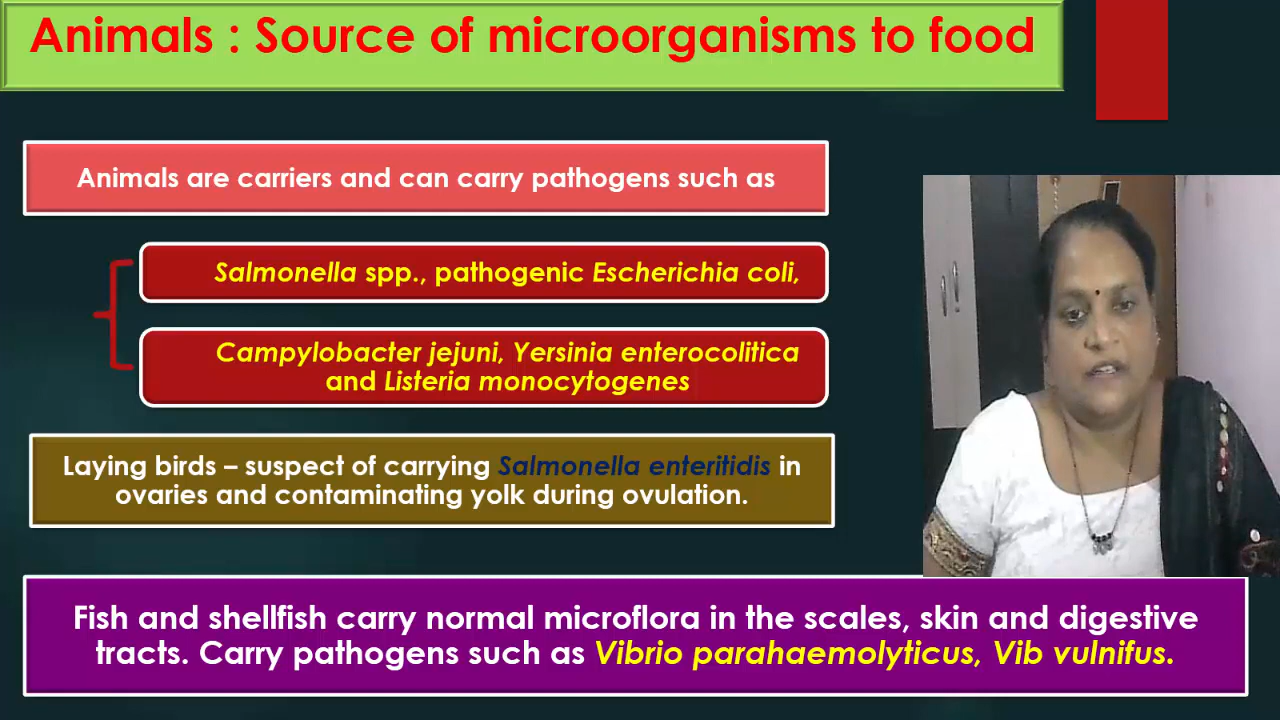 Animals : Source of microorganisms to food
Animals are carriers and can carry pathogens such as
Salmonella spp., pathogenic Escherichia coli,
Campylobacter jejuni, Yersinia enterocolitica
and Listeria monocytogenes
Laying birds – suspect of carrying Salmonella enteritidis in
ovaries and contaminating yolk during ovulation.
Fish and shellfish carry normal microflora in the scales, skin and digestive
tracts. Carry pathogens such as Vibrio parahaemolyticus, Vib vulnifus.